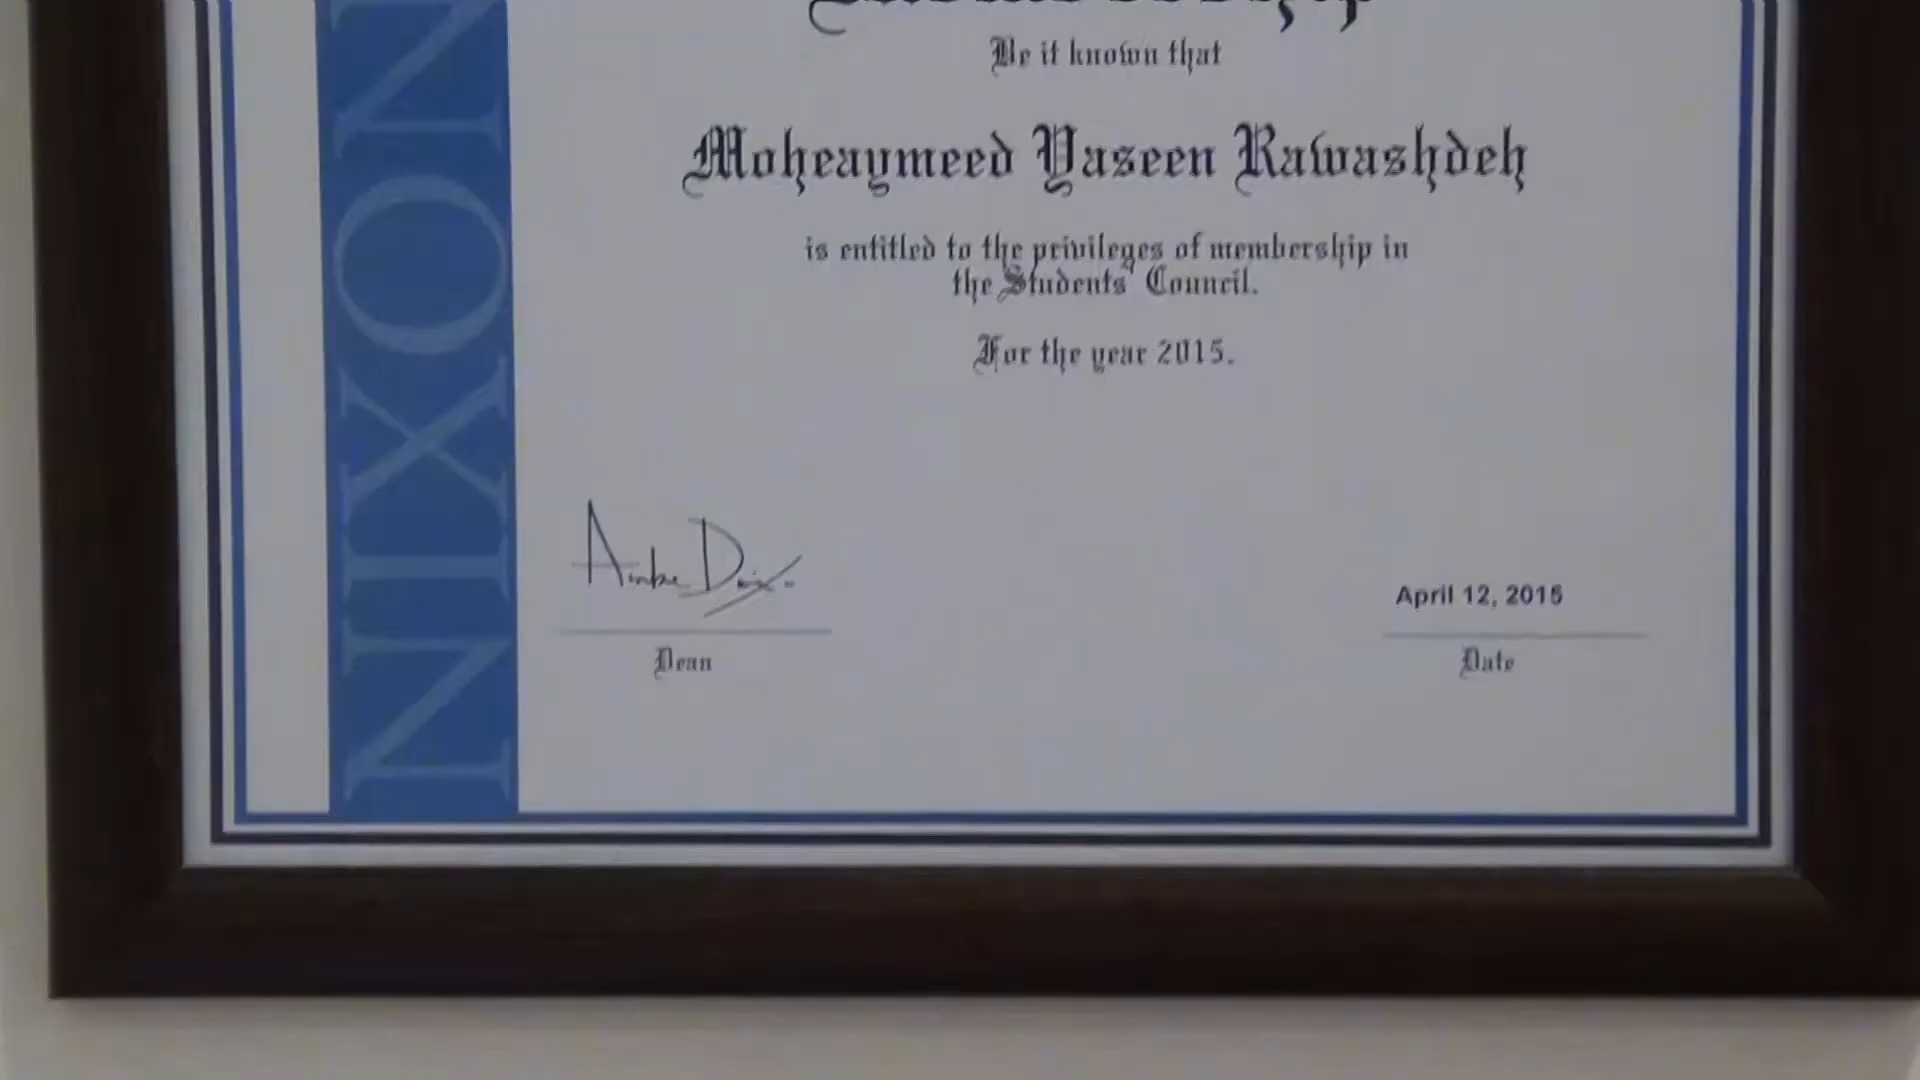 Be it known that
Moheaymeed Yaseen Rawashdeh
is entitled to the privileges of membership in
the Students' Council.
For the year 2015.
April 12, 2015
Dean
Date
NIXON